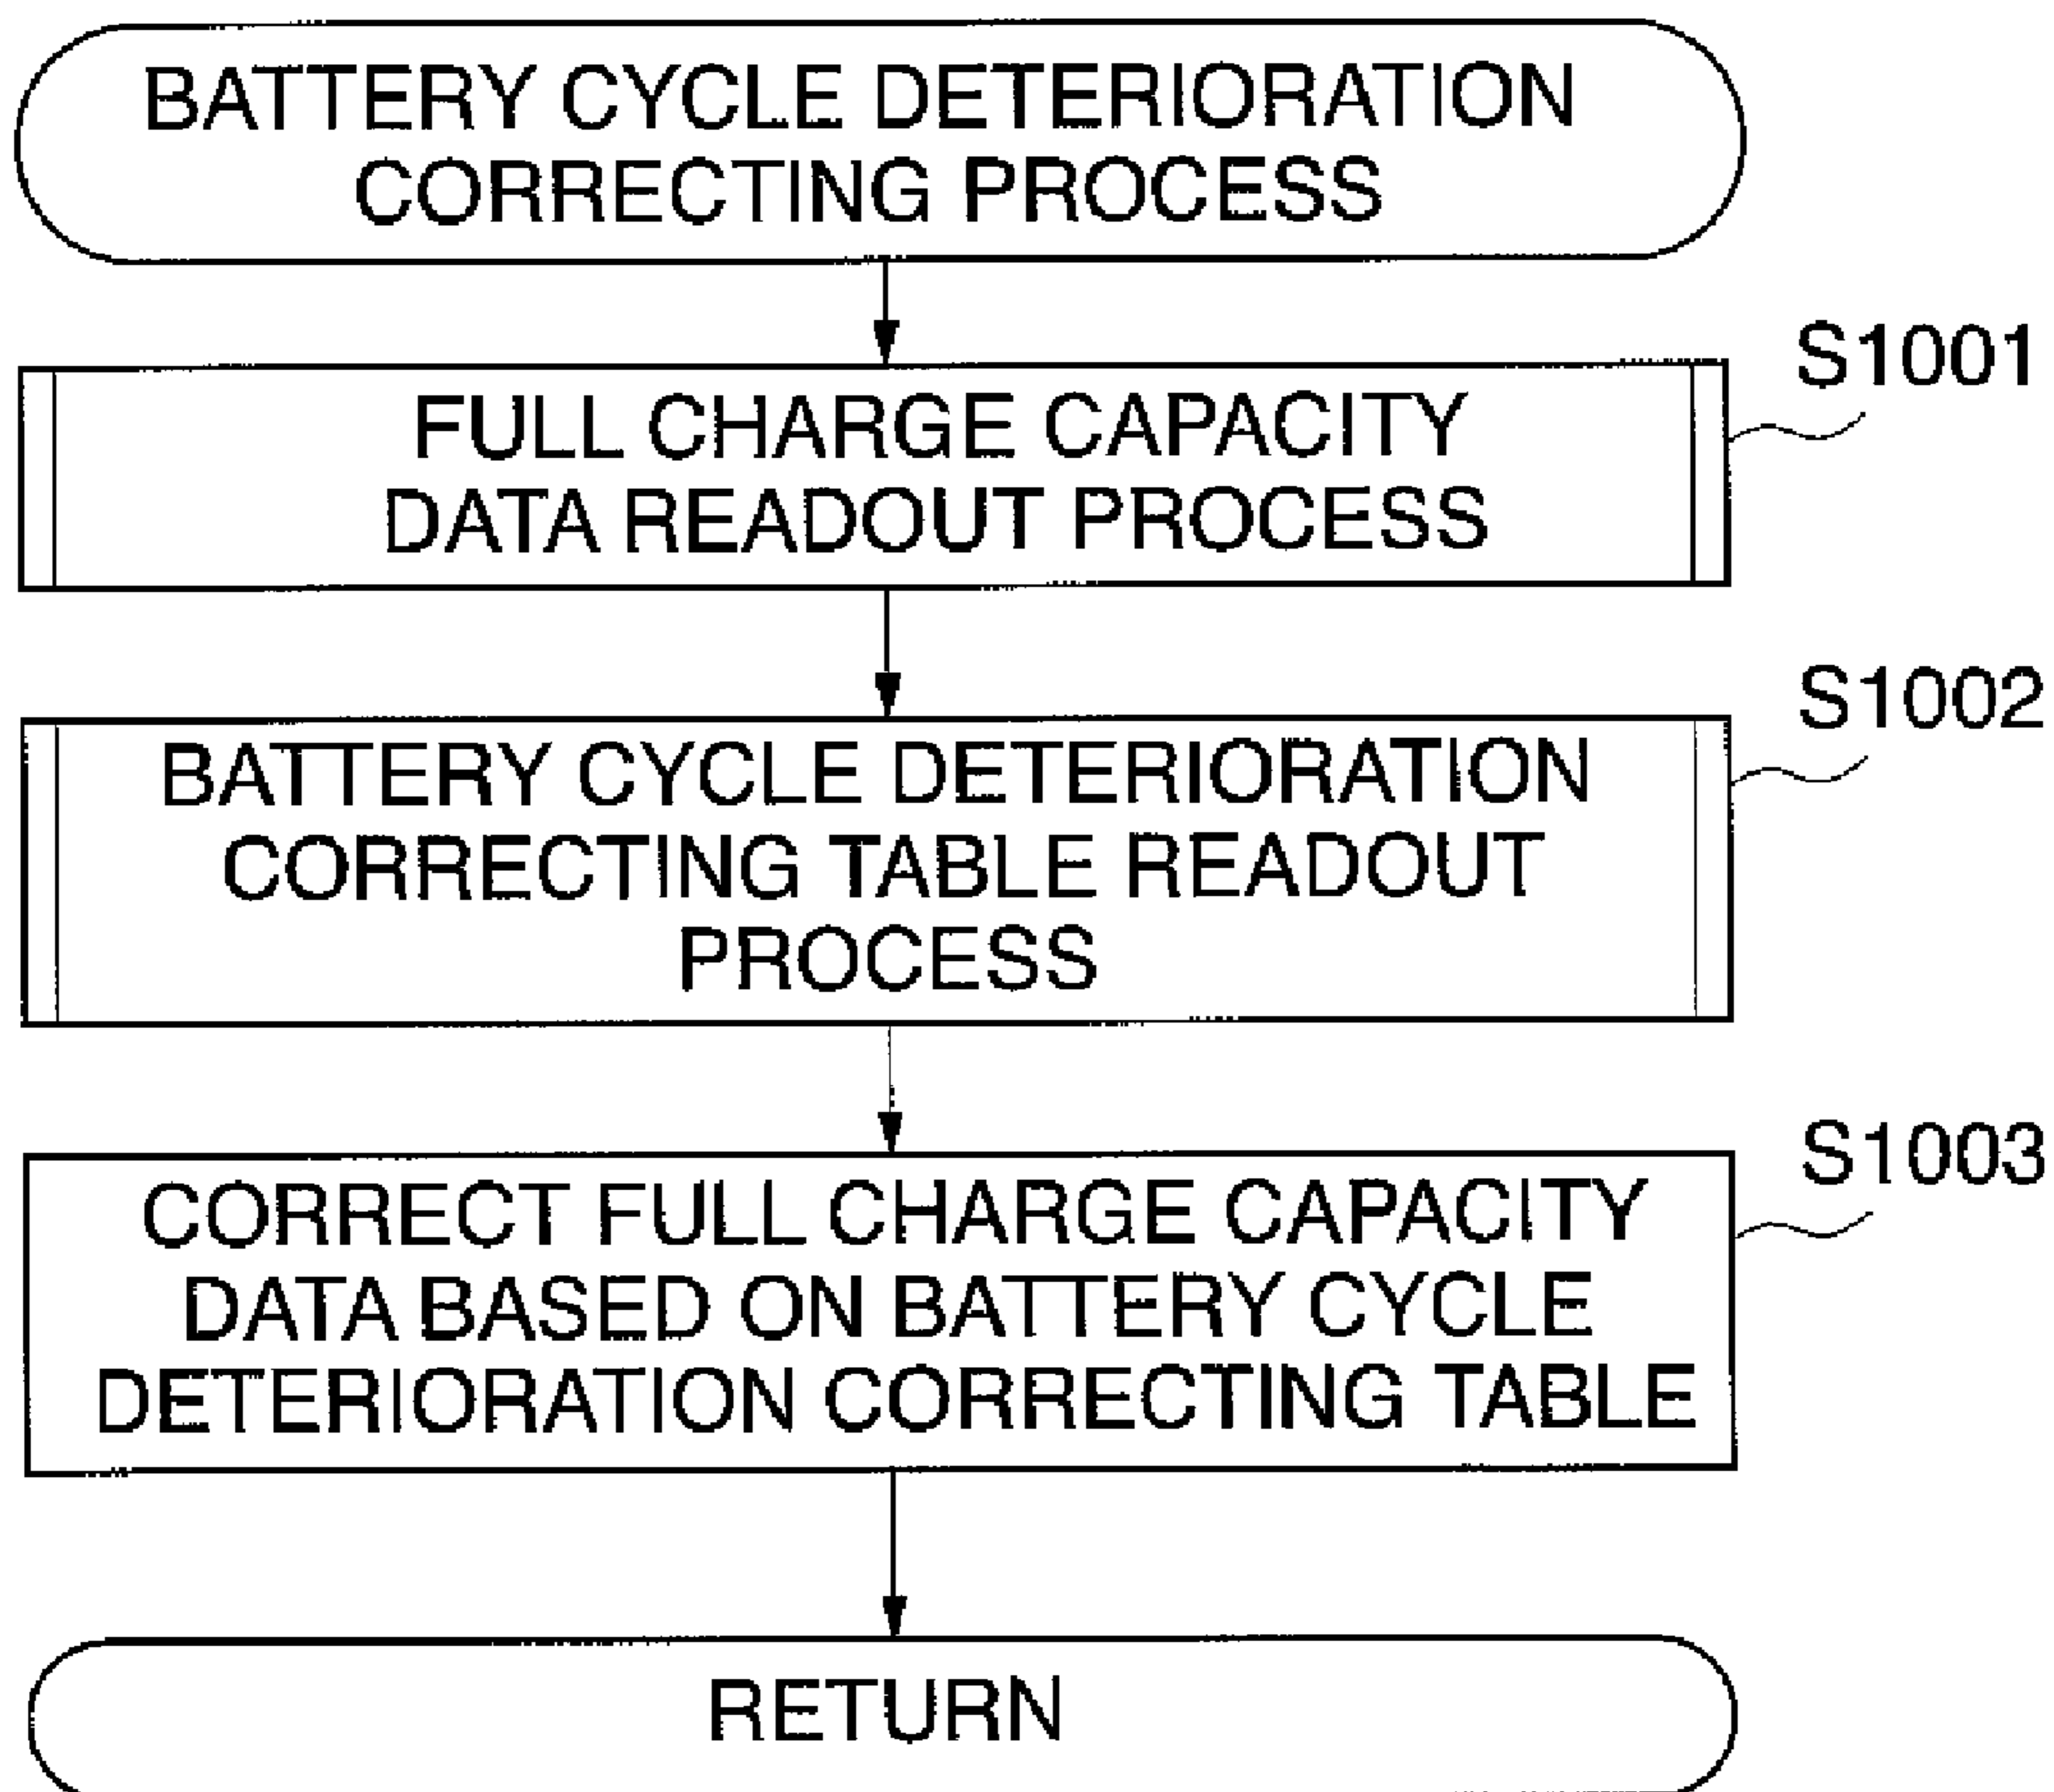 BATTERY CYCLE DETERIORATION
CORRECTING PROCESS
S1001
FULL CHARGE CAPACITY
DATA READOUT PROCESS
S1002
BATTERY CYCLE DETERIORATION
CORRECTING TABLE READOUT
PROCESS
S1003
CORRECT FULL CHARGE CAPACITY
DATA BASED ON BATTERY CYCLE
DETERIORATION CORRECTING TABLE
RETURN